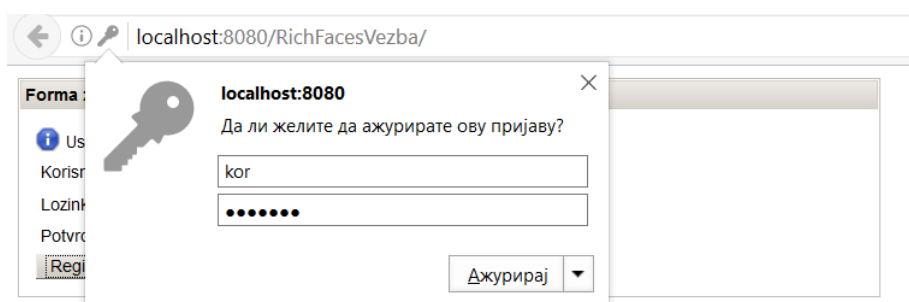 localhost:8080/RichFacesVezba/
localhost:8080
Forma
Да ли желите да ажурирате ову пријаву?
Us
kor
Korisn
Lozink
●●●●●●●
Potvrd
Regi
Ажурирај